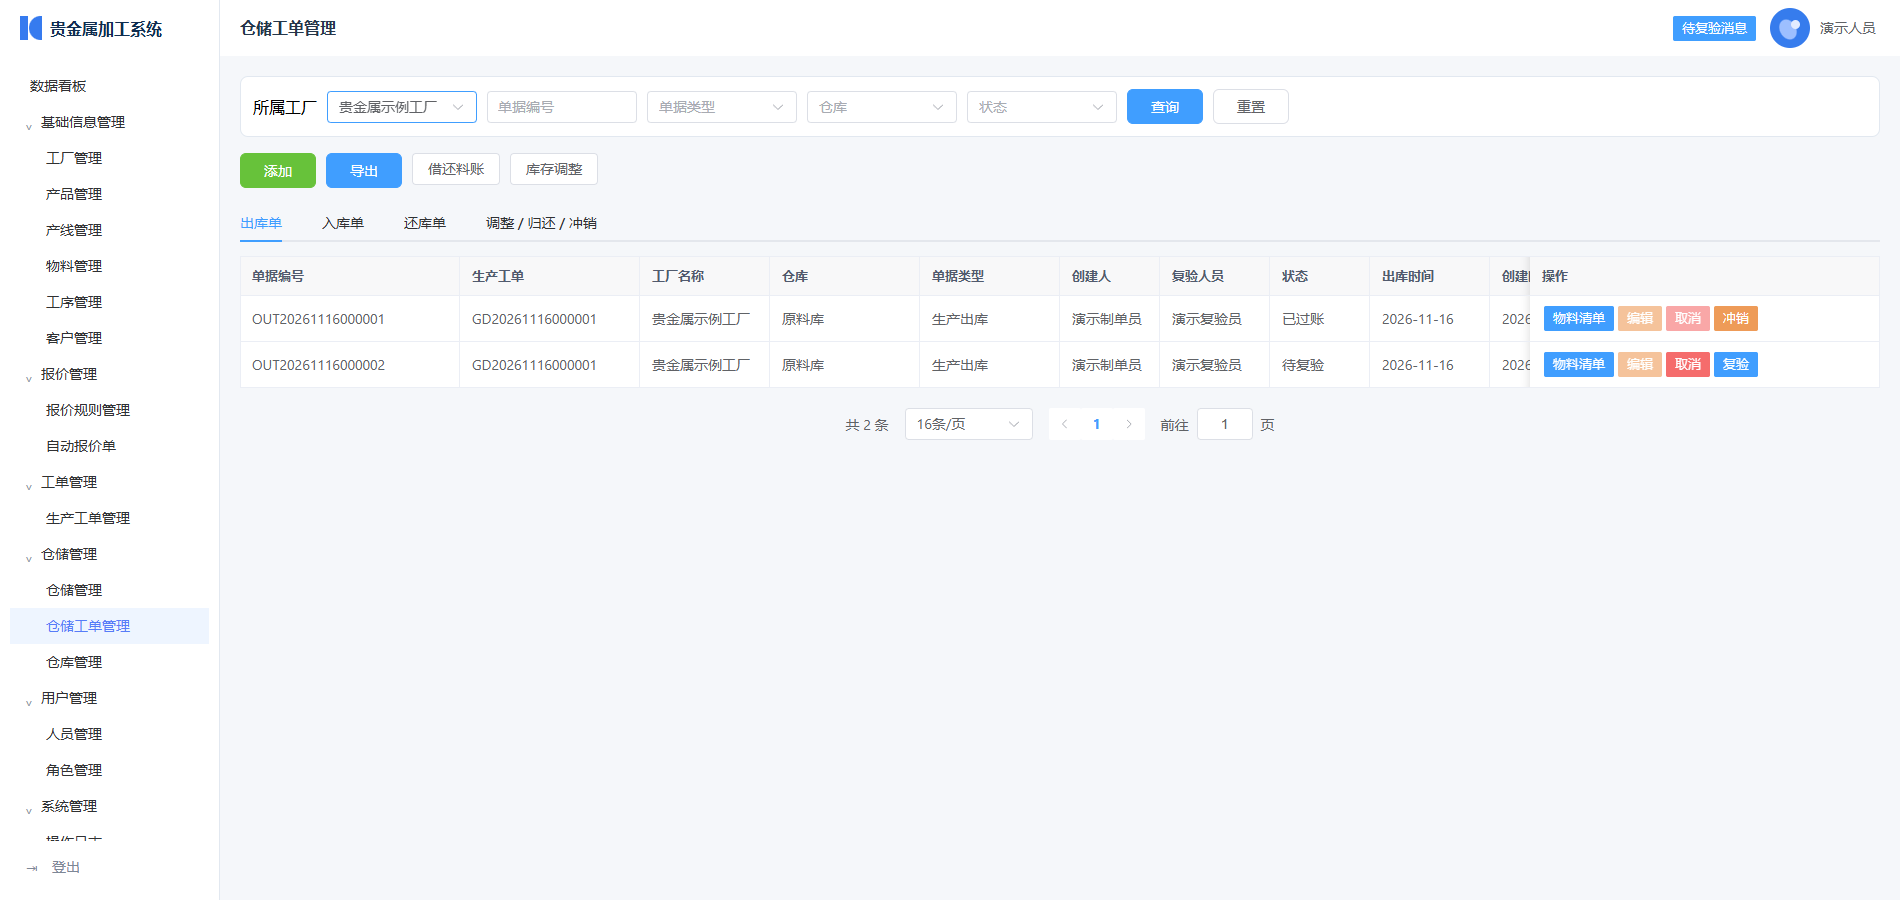 贵金属加工系统
数据看板
基础信息管理
工厂管理
产品管理
产线管理
物料管理
工序管理
客户管理
报价管理
报价规则管理
自动报价单
工单管理
生产工单管理
仓储管理
仓储管理
仓储工单管理
仓库管理
用户管理
人员管理
角色管理
系统管理
操作日志
登出
仓储工单管理
待复验消息 演示人员
所属工厂 贵金属示例工厂 单据编号 单据类型 仓库 状态 查询 重置
添加 导出 借还料账 库存调整
出库单 入库单 还库单 调整 / 归还 / 冲销
单据编号 生产工单 工厂名称 仓库 单据类型 创建人 复验人员 状态 出库时间 创建 操作
OUT20261116000001 GD20261116000001 贵金属示例工厂 原料库 生产出库 演示制单员 演示复验员 已过账 2026-11-16 2026 物料清单 编辑 取消 冲销
OUT20261116000002 GD20261116000001 贵金属示例工厂 原料库 生产出库 演示制单员 演示复验员 待复验 2026-11-16 2026 物料清单 编辑 取消 复验
共 2 条 16条/页 1 前往 1 页